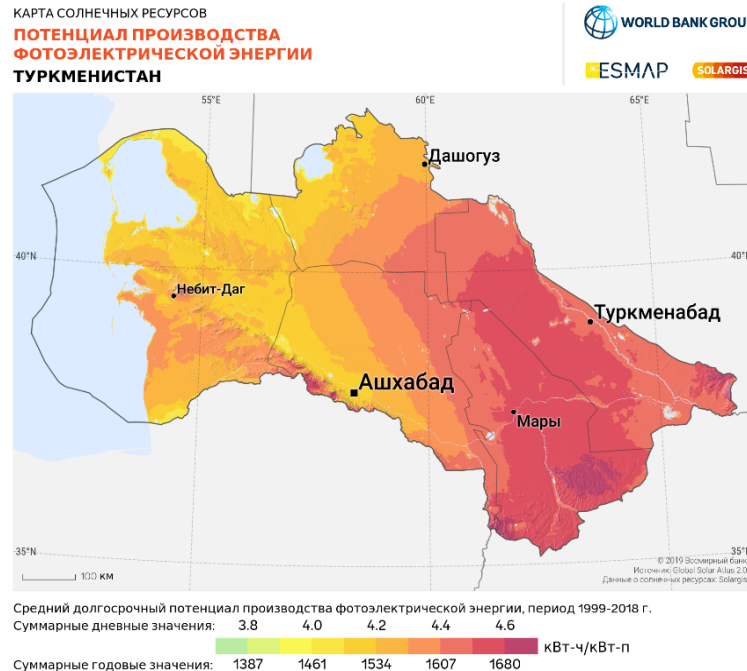 КАРТА СОЛНЕЧНЫХ РЕСУРСОВ
ПОТЕНЦИАЛ ПРОИЗВОДСТВА
ФОТОЭЛЕКТРИЧЕСКОЙ ЭНЕРГИИ
ТУРКМЕНИСТАН
WORLD BANK GROU
ESMAP
SOLARGIS
55°E 60°E 65°E
Дашогуз
40°N 40°N
Небит-Даг
Туркменабад
Ашхабад
Мары
35°N 35°N
100 КМ
© 2019 Всемирный банк
Источник: Global Solar Atlas 2.0
Данные о солнечных ресурсах: Solargis
Средний долгосрочный потенциал производства фотоэлектрической энергии, период 1999-2018 г.
Суммарные дневные значения: 3.8 4.0 4.2 4.4 4.6
кВт-ч/кВт-п
Суммарные годовые значения: 1387 1461 1534 1607 1680